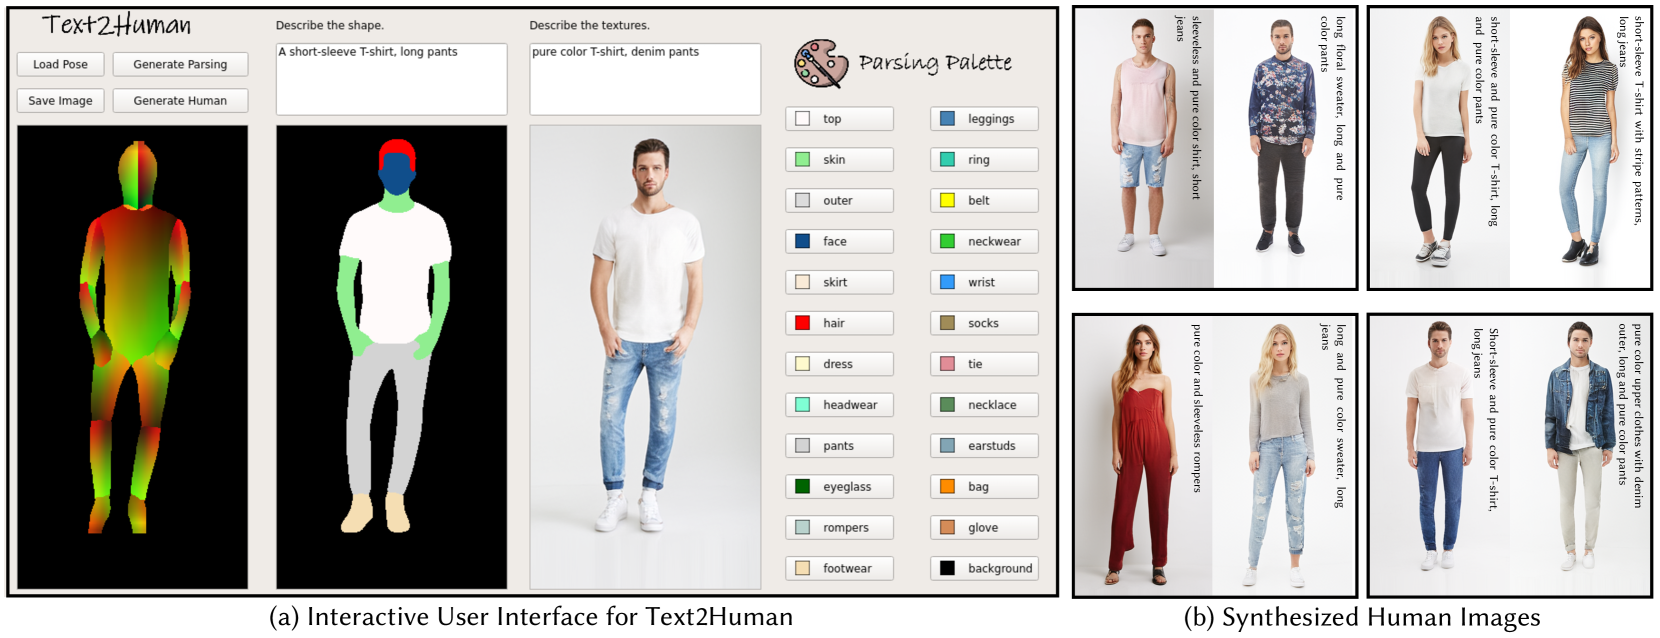 Text2Human
Load Pose
Generate Parsing
Save Image
Generate Human
Describe the shape.
A short-sleeve T-shirt, long pants
Describe the textures.
pure color T-shirt, denim pants
Parsing Palette
top
leggings
skin
ring
outer
belt
face
neckwear
skirt
wrist
hair
socks
dress
tie
headwear
necklace
pants
earstuds
eyeglass
bag
rompers
glove
footwear
background
(a) Interactive User Interface for Text2Human
sleeveless and pure color shirt, short
jeans
long floral sweater, long and pure
color pants
short-sleeve and pure color T-shirt, long
and pure color pants
short-sleeve T-shirt with stripe patterns,
long jeans
pure color and sleeveless rompers
long and pure color sweater, long
jeans
Short-sleeve and pure color T-shirt,
long jeans
pure color upper clothes with denim
outer, long and pure color pants
(b) Synthesized Human Images